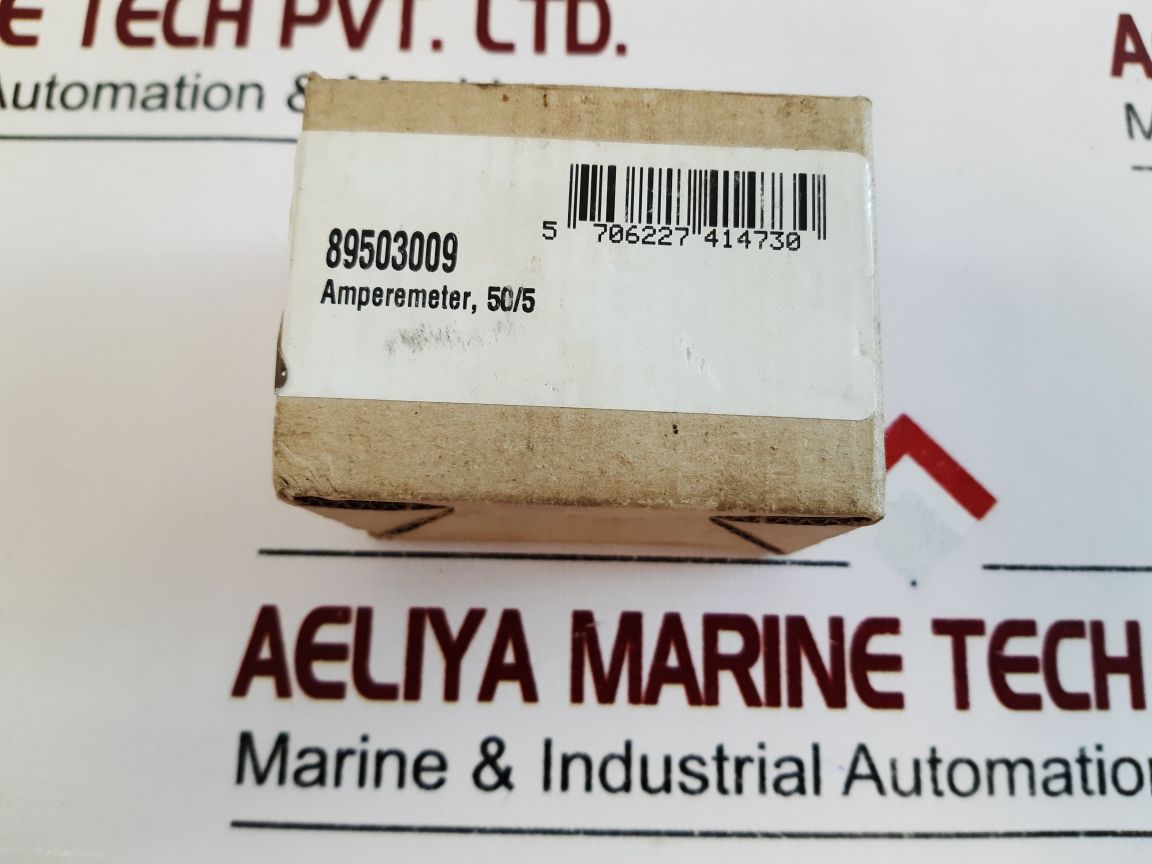 E TECH PVT. LTD.
Automation &
5 706227 414730
89503009
Amperemeter, 50/5
AELIYA MARINE TECH
Marine & Industrial Automatio